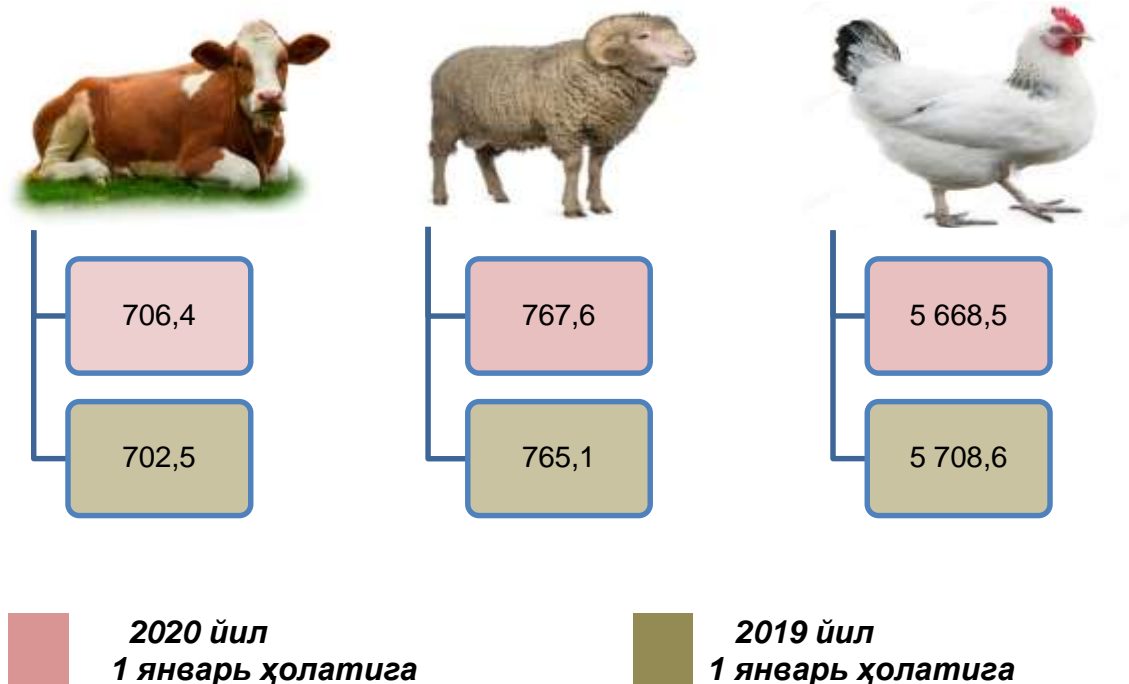 706,4
767,6
5 668,5
702,5
765,1
5 708,6
2020 йил
1 январь ҳолатига
2019 йил
1 январь ҳолатига